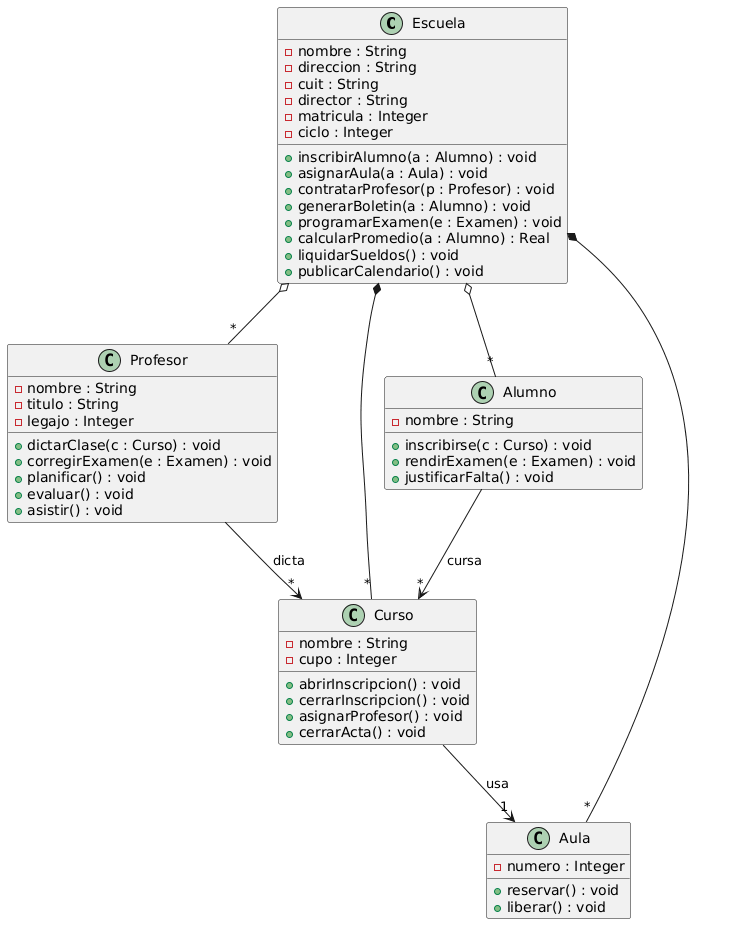 C Escuela
nombre : String
direccion : String
cuit : String
director : String
matricula : Integer
ciclo : Integer
inscribirAlumno(a : Alumno) : void
asignarAula(a : Aula) : void
contratarProfesor(p : Profesor) : void
generarBoletin(a : Alumno) : void
programarExamen(e : Examen) : void
calcularPromedio(a : Alumno) : Real
liquidarSueldos() : void
publicarCalendario() : void
*
*
C Profesor
nombre : String
titulo : String
legajo : Integer
dictarClase(c : Curso) : void
corregirExamen(e : Examen) : void
planificar() : void
evaluar() : void
asistir() : void
C Alumno
nombre : String
inscribirse(c : Curso) : void
rendirExamen(e : Examen) : void
justificarFalta() : void
dicta
cursa
*
*
*
C Curso
nombre : String
cupo : Integer
abrirInscripcion() : void
cerrarInscripcion() : void
asignarProfesor() : void
cerrarActa() : void
usa
1
*
C Aula
numero : Integer
reservar() : void
liberar() : void